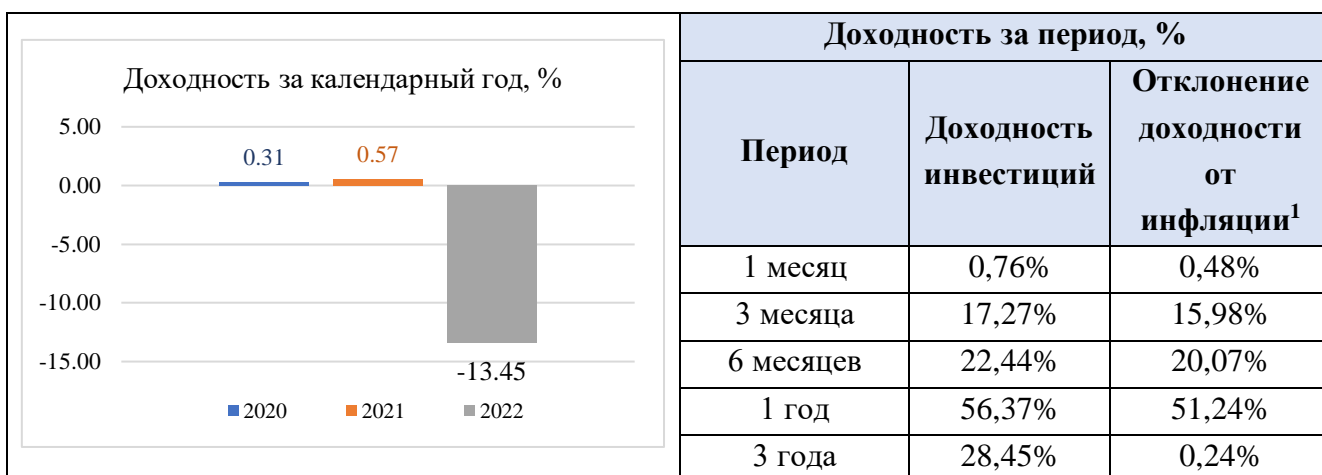 Доходность за календарный год, %
5.00
0.00
-5.00
-10.00
-15.00
0.31
0.57
-13.45
2020 2021 2022
Доходность за период, %
Период
Доходность
инвестиций
Отклонение
доходности
от
инфляции¹
1 месяц 0,76% 0,48%
3 месяца 17,27% 15,98%
6 месяцев 22,44% 20,07%
1 год 56,37% 51,24%
3 года 28,45% 0,24%